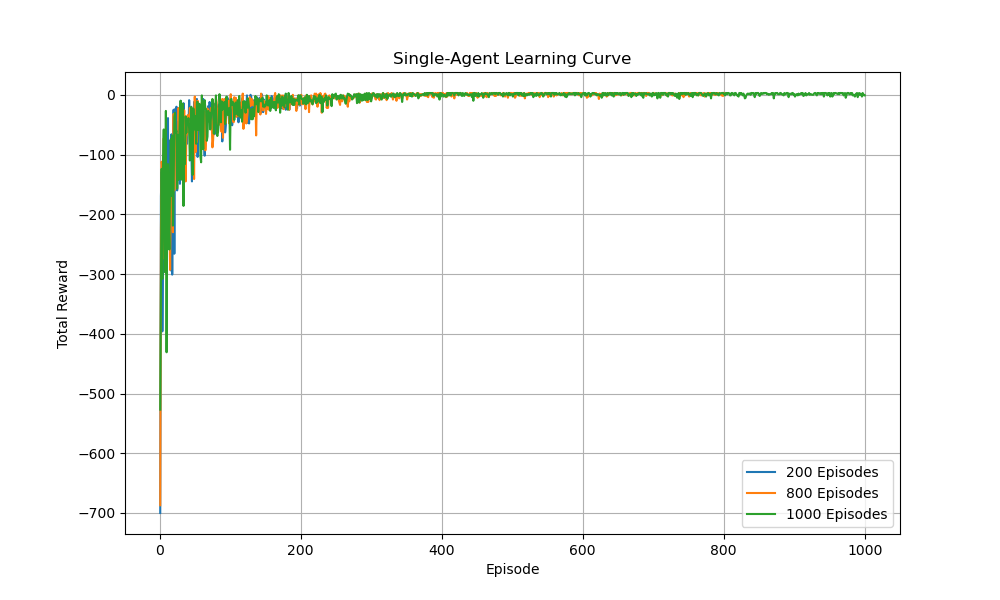 Single-Agent Learning Curve
Total Reward
0
−100
−200
−300
−400
−500
−600
−700
0
200
400
600
800
1000
Episode
200 Episodes
800 Episodes
1000 Episodes